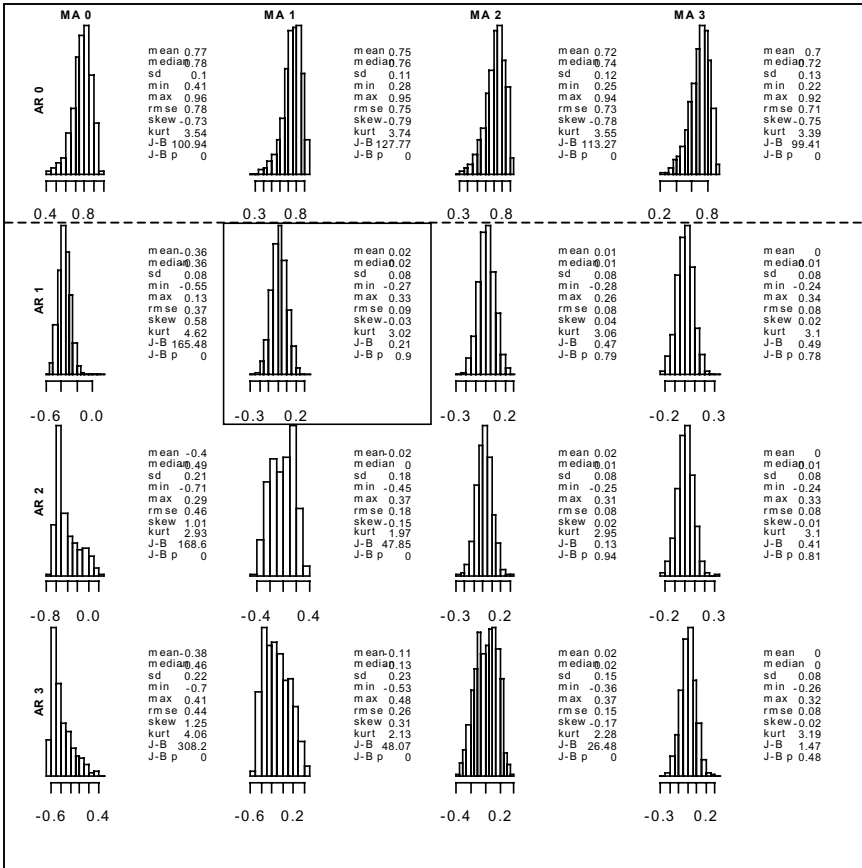 MA 0 MA 1 MA 2 MA 3
AR 0
mean 0.77
median 0.78
sd 0.1
min 0.41
max 0.96
rmse 0.78
skew -0.73
kurt 3.54
J-B 100.94
J-B p 0
0.4 0.8
mean 0.75
median 0.76
sd 0.11
min 0.28
max 0.95
rmse 0.75
skew -0.79
kurt 3.74
J-B 127.77
J-B p 0
0.3 0.8
mean 0.72
median 0.74
sd 0.12
min 0.25
max 0.94
rmse 0.73
skew -0.78
kurt 3.55
J-B 113.27
J-B p 0
0.3 0.8
mean 0.7
median 0.72
sd 0.13
min 0.22
max 0.92
rmse 0.71
skew -0.75
kurt 3.39
J-B 99.41
J-B p 0
0.2 0.8
AR 1
mean -0.36
median -0.36
sd 0.08
min -0.55
max 0.13
rmse 0.37
skew 0.58
kurt 4.62
J-B 165.48
J-B p 0
-0.6 0.0
mean 0.02
median 0.02
sd 0.08
min -0.27
max 0.33
rmse 0.09
skew -0.03
kurt 3.02
J-B 0.21
J-B p 0.9
-0.3 0.2
mean 0.01
median 0.01
sd 0.08
min -0.28
max 0.26
rmse 0.08
skew 0.04
kurt 3.06
J-B 0.47
J-B p 0.79
-0.3 0.2
mean 0
median 0.01
sd 0.08
min -0.24
max 0.34
rmse 0.08
skew 0.02
kurt 3.1
J-B 0.49
J-B p 0.78
-0.2 0.3
AR 2
mean -0.4
median -0.49
sd 0.21
min -0.71
max 0.29
rmse 0.46
skew 1.01
kurt 2.93
J-B 168.6
J-B p 0
-0.8 0.0
mean -0.02
median 0
sd 0.18
min -0.45
max 0.37
rmse 0.18
skew -0.15
kurt 1.97
J-B 47.85
J-B p 0
-0.4 0.4
mean 0.02
median 0.01
sd 0.08
min -0.25
max 0.31
rmse 0.08
skew 0.02
kurt 2.95
J-B 0.13
J-B p 0.94
-0.3 0.2
mean 0
median 0.01
sd 0.08
min -0.24
max 0.33
rmse 0.08
skew -0.01
kurt 3.1
J-B 0.41
J-B p 0.81
-0.2 0.3
AR 3
mean -0.38
median -0.46
sd 0.22
min -0.7
max 0.41
rmse 0.44
skew 1.25
kurt 4.06
J-B 308.2
J-B p 0
-0.6 0.4
mean -0.11
median -0.13
sd 0.23
min -0.53
max 0.48
rmse 0.26
skew 0.31
kurt 2.13
J-B 48.07
J-B p 0
-0.6 0.2
mean 0.02
median 0.02
sd 0.15
min -0.36
max 0.37
rmse 0.15
skew -0.17
kurt 2.28
J-B 26.48
J-B p 0
-0.4 0.2
mean 0
median 0
sd 0.08
min -0.26
max 0.32
rmse 0.08
skew -0.02
kurt 3.19
J-B 1.47
J-B p 0.48
-0.3 0.2